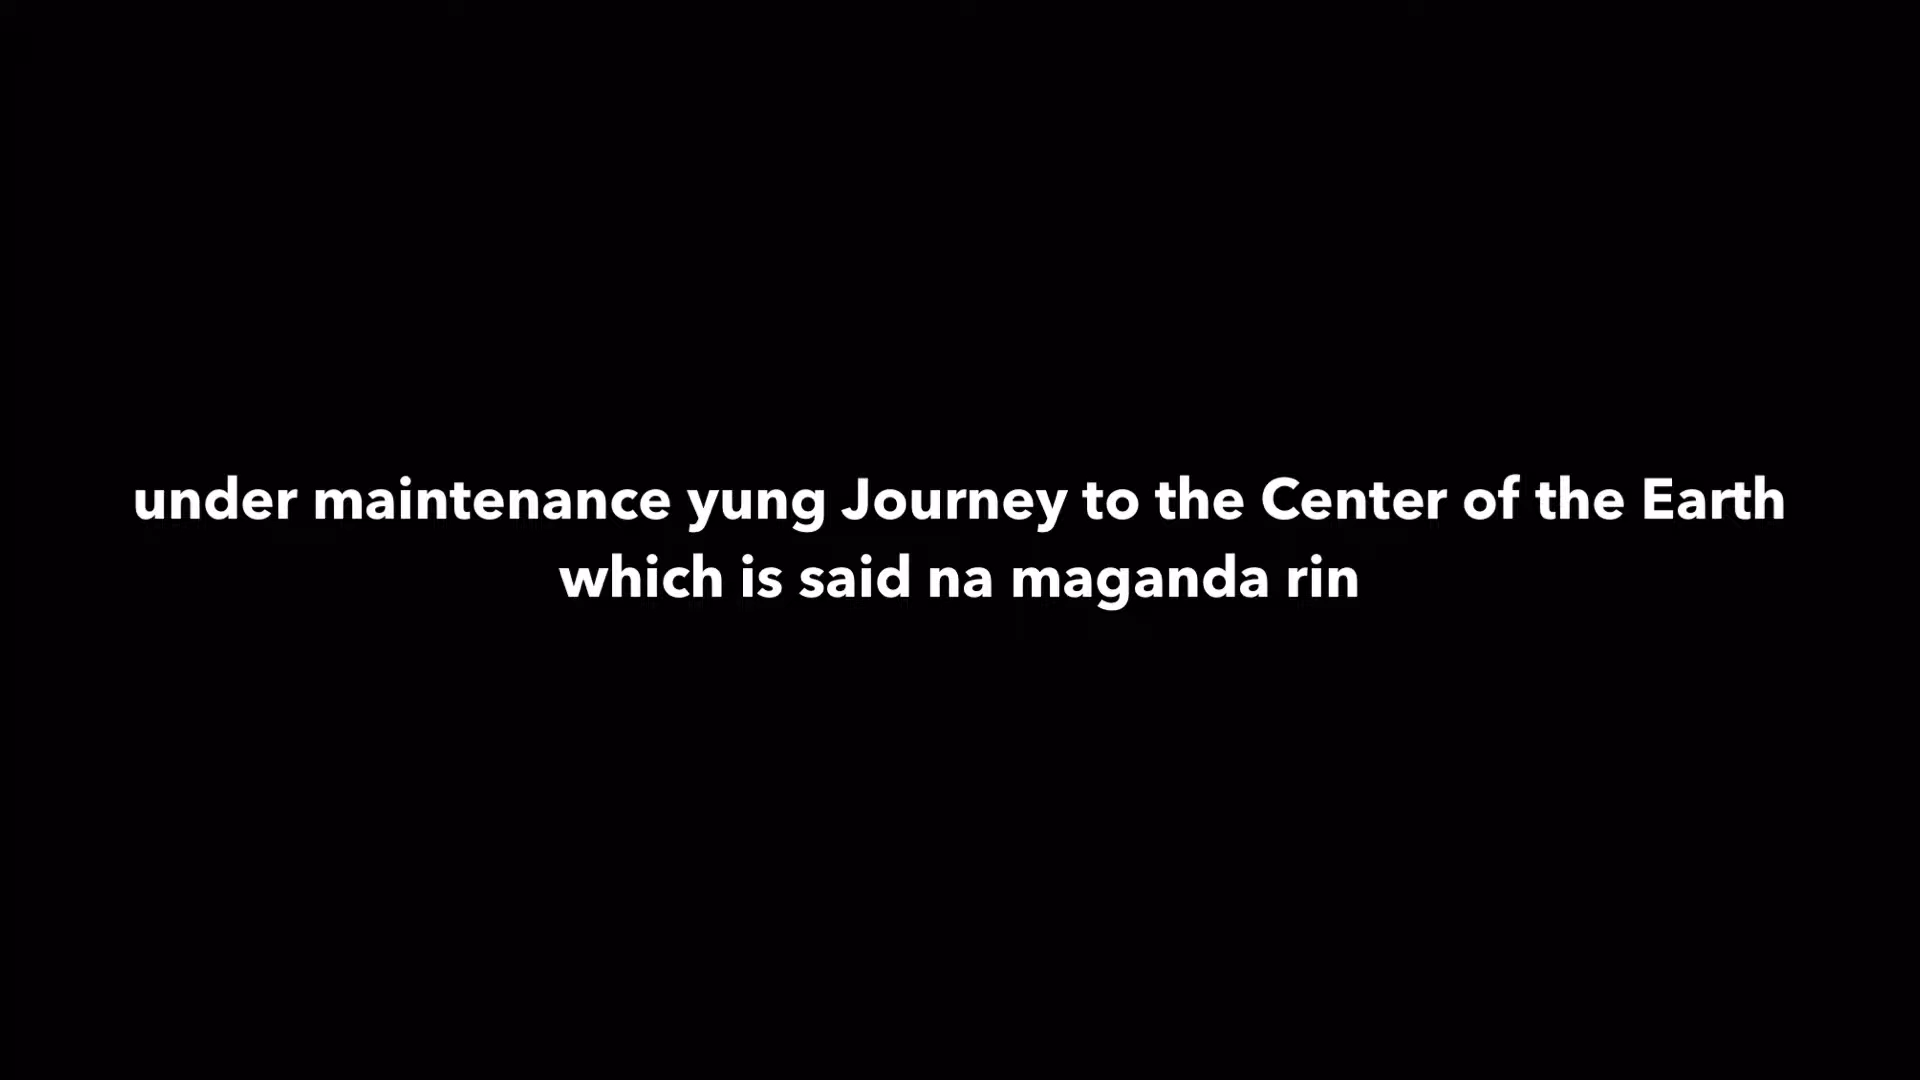 under maintenance yung Journey to the Center of the Earth
which is said na maganda rin